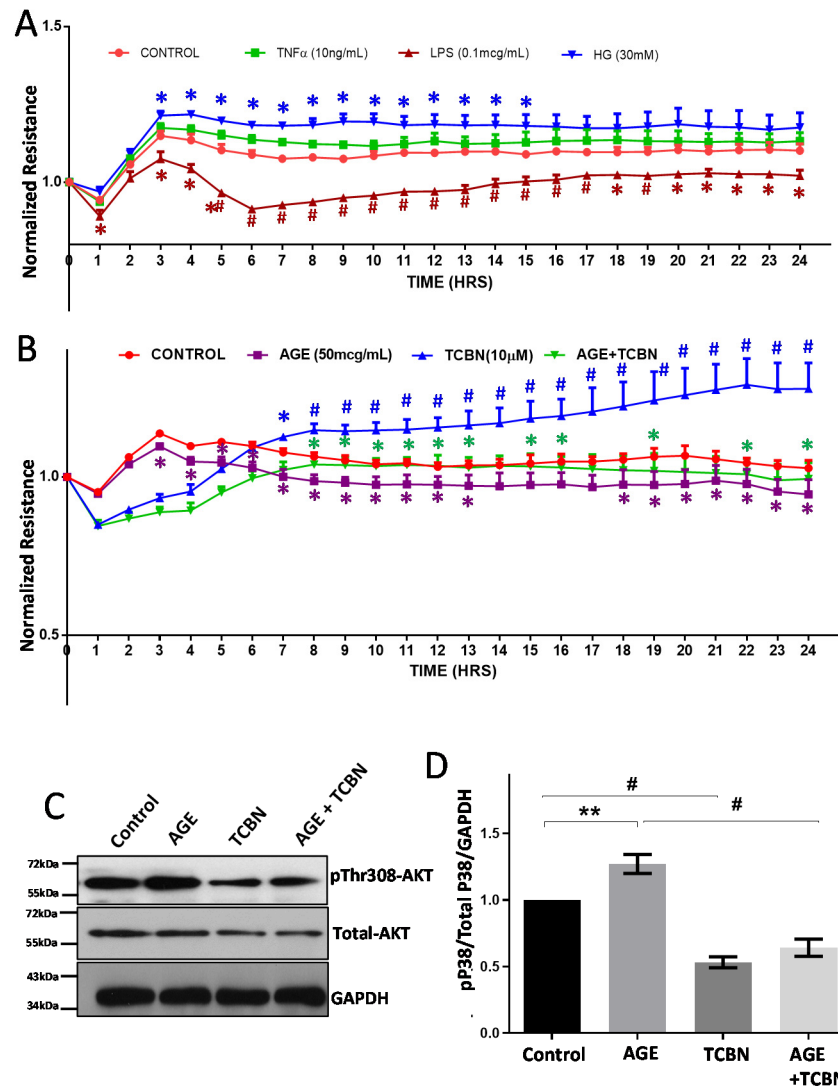 A
1.5
CONTROL TNFα (10ng/mL) LPS (0.1mcg/mL) HG (30mM)
* * * * * * * * * * * * *
Normalized Resistance
1.0
* * * *# # # # # # # # # # # # * # * * * * *
0 1 2 3 4 5 6 7 8 9 10 11 12 13 14 15 16 17 18 19 20 21 22 23 24
TIME (HRS)
B
CONTROL AGE (50mcg/mL) TCBN(10µM) AGE+TCBN
* # # # # # # # # # # # # # # # # #
* * * * * * * * * * *
Normalized Resistance
1.0
* * * * * * * * * * * * * * * * * * *
0.5
0 1 2 3 4 5 6 7 8 9 10 11 12 13 14 15 16 17 18 19 20 21 22 23 24
TIME (HRS)
C
Control AGE TCBN AGE + TCBN
72kDa
55kDa
pThr308-AKT
72kDa
55kDa
Total-AKT
43kDa
34kDa
GAPDH
D
pP38/Total P38/GAPDH
#
** #
1.5
1.0
0.5
0.0
Control AGE TCBN AGE
+TCBN